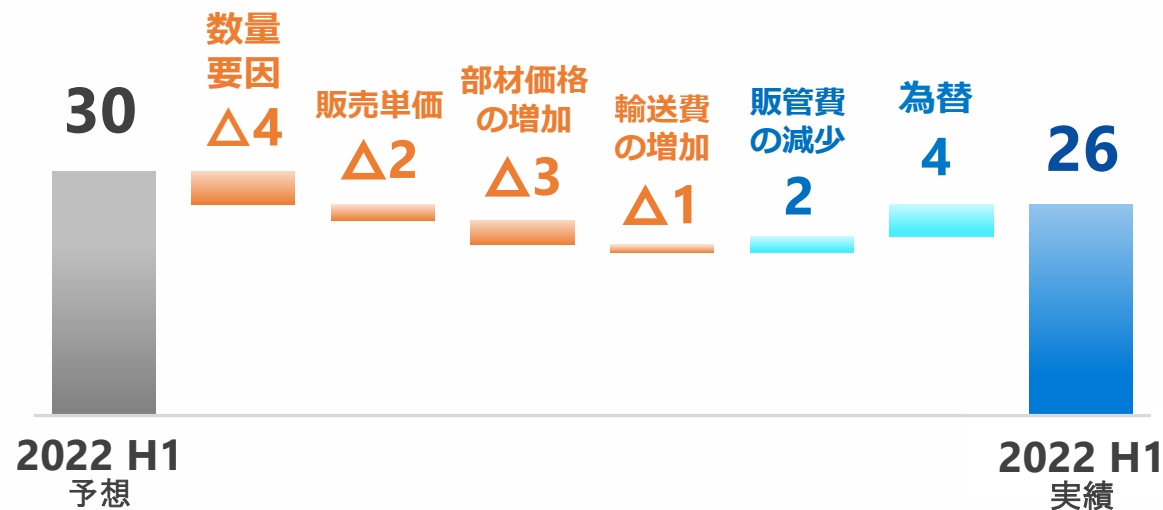 30
数量
要因
△4
販売単価
△2
部材価格
の増加
△3
輸送費
の増加
△1
販管費
の減少
2
為替
4
26
2022 H1
予想
2022 H1
実績